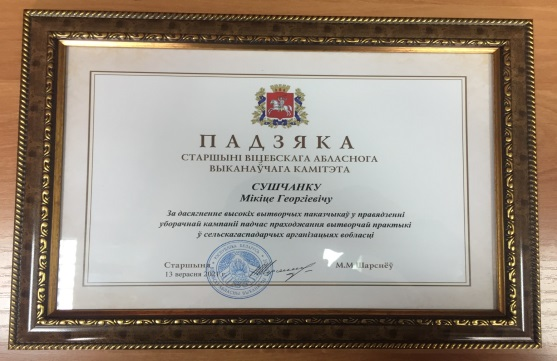 ПАДЗЯКА
СТАРШЫНІ ВІЦЕБСКАГА АБЛАСНОГА
ВЫКАНАЎЧАГА КАМІТЭТА
СУШЧАНКУ
Мікіце Георгіевічу
За дасягненне высокіх вытворчых паказчыкаў у правядзенні
уборачнай кампаніі падчас праходжання вытворчай практыкі
ў сельскагаспадарчых арганізацыях вобласці
Старшыня М.М.Шарснёў
13 верасня 2021 г.